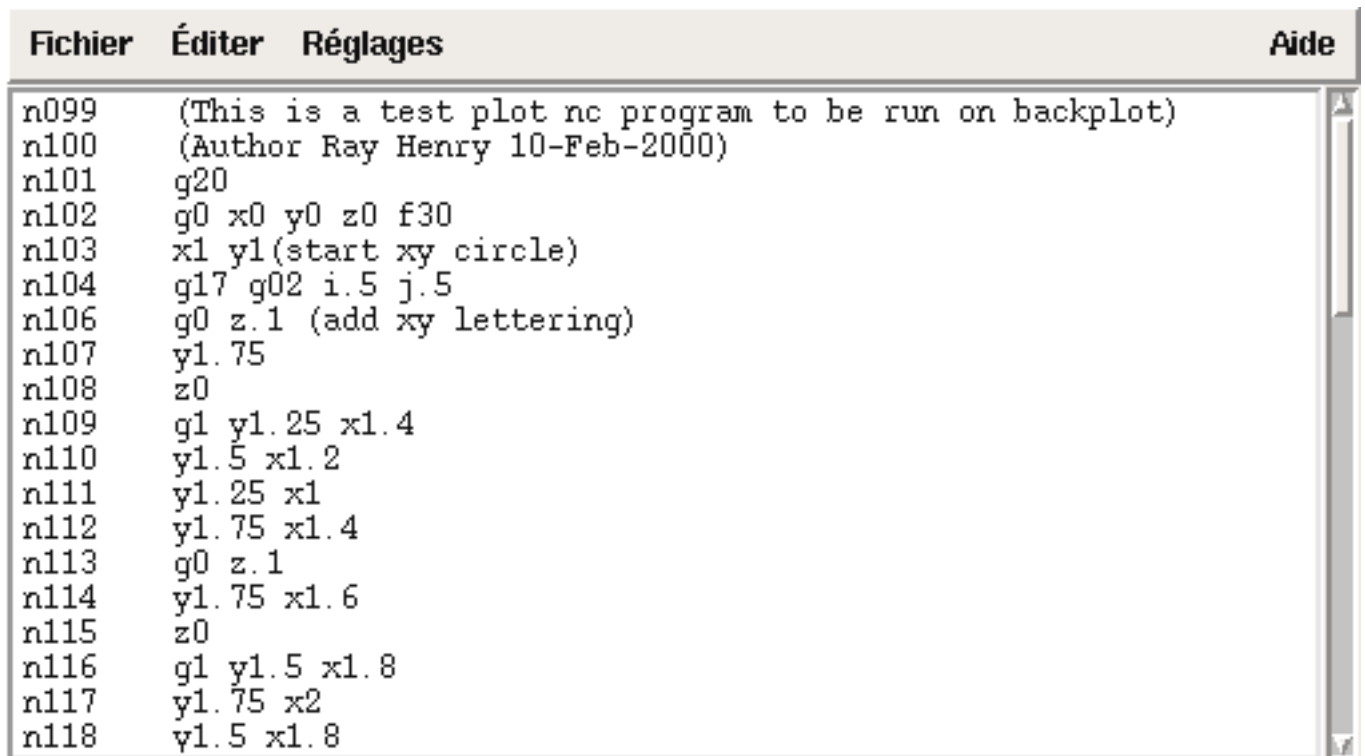 Fichier Éditer Réglages Aide
n099 (This is a test plot nc program to be run on backplot)
n100 (Author Ray Henry 10-Feb-2000)
n101 g20
n102 g0 x0 y0 z0 f30
n103 x1 y1(start xy circle)
n104 g17 g02 i.5 j.5
n106 g0 z.1 (add xy lettering)
n107 y1.75
n108 z0
n109 g1 y1.25 x1.4
n110 y1.5 x1.2
n111 y1.25 x1
n112 y1.75 x1.4
n113 g0 z.1
n114 y1.75 x1.6
n115 z0
n116 g1 y1.5 x1.8
n117 y1.75 x2
n118 y1.5 x1.8